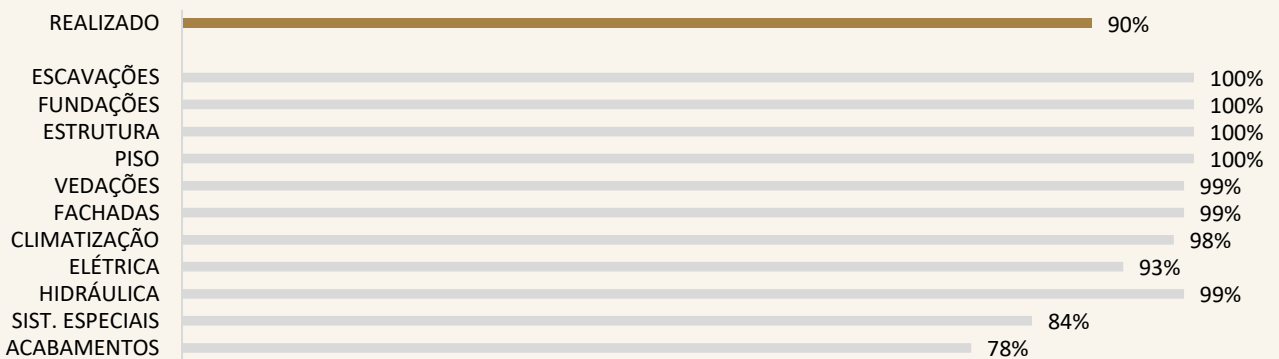 REALIZADO 90%
ESCAVAÇÕES 100%
FUNDAÇÕES 100%
ESTRUTURA 100%
PISO 100%
VEDAÇÕES 99%
FACHADAS 99%
CLIMATIZAÇÃO 98%
ELÉTRICA 93%
HIDRÁULICA 99%
SIST. ESPECIAIS 84%
ACABAMENTOS 78%